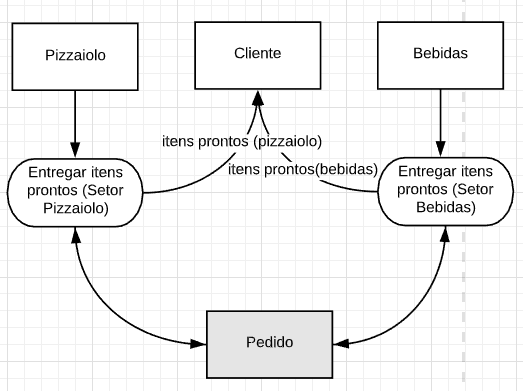 Pizzaiolo
Cliente
Bebidas
itens prontos (pizzaiolo)
itens prontos(bebidas)
Entregar itens
prontos (Setor
Pizzaiolo)
Entregar itens
prontos (Setor
Bebidas)
Pedido